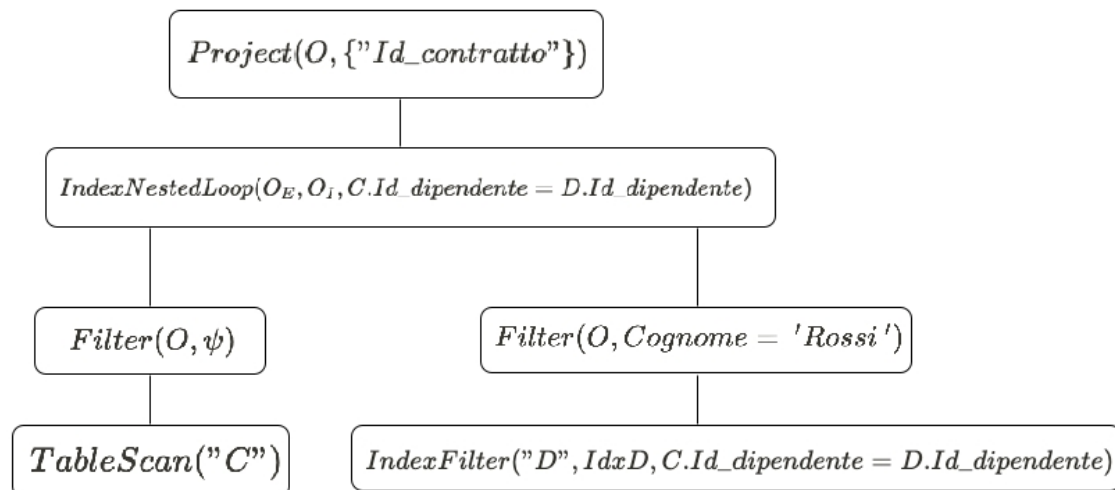 Project(O, {"Id_contratto"})
IndexNestedLoop(O_E, O_I, C.Id_dipendente = D.Id_dipendente)
Filter(O, ψ)
Filter(O, Cognome = 'Rossi')
TableScan("C")
IndexFilter("D", IdxD, C.Id_dipendente = D.Id_dipendente)